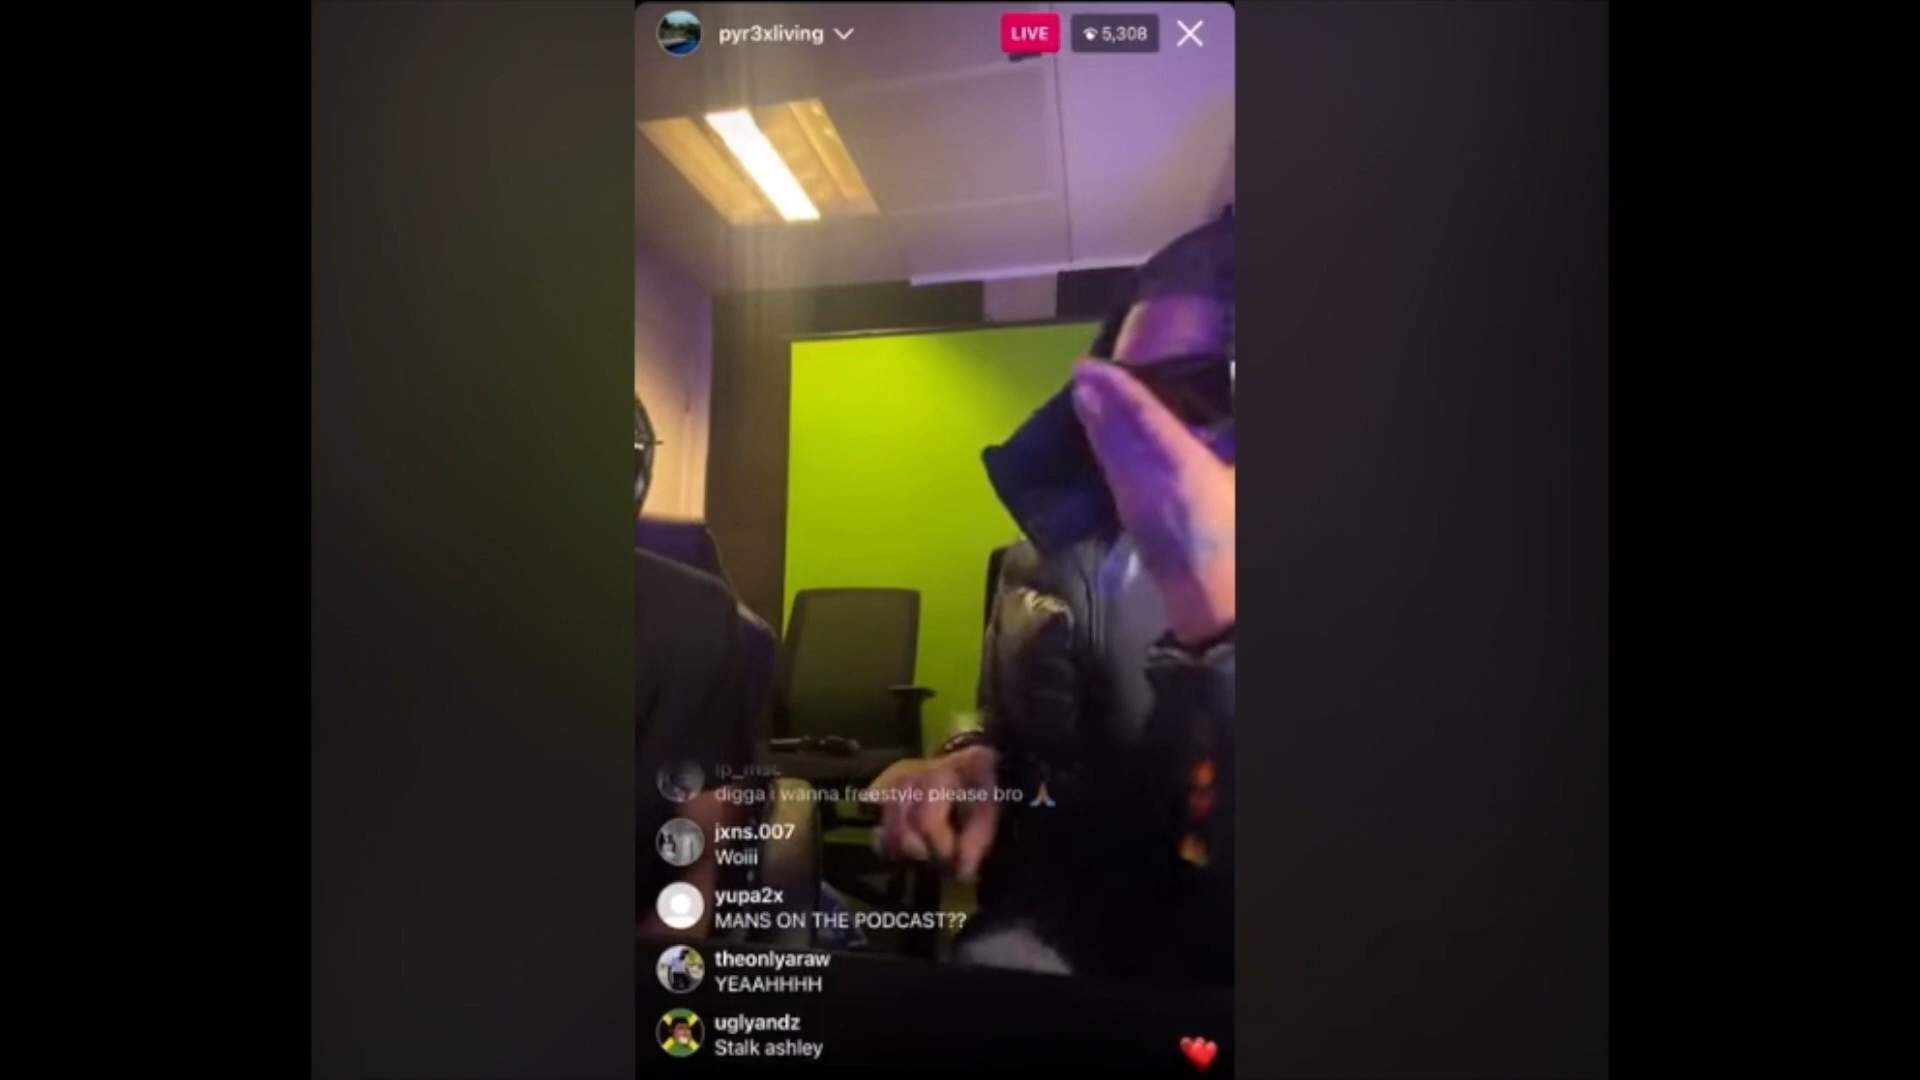 pyr3xliving
LIVE
5,308
digga i wanna freestyle please bro 🙏
jxns.007
Woiii
yupa2x
MANS ON THE PODCAST??
theonlyaraw
YEAAHHHH
uglyandz
Stalk ashley